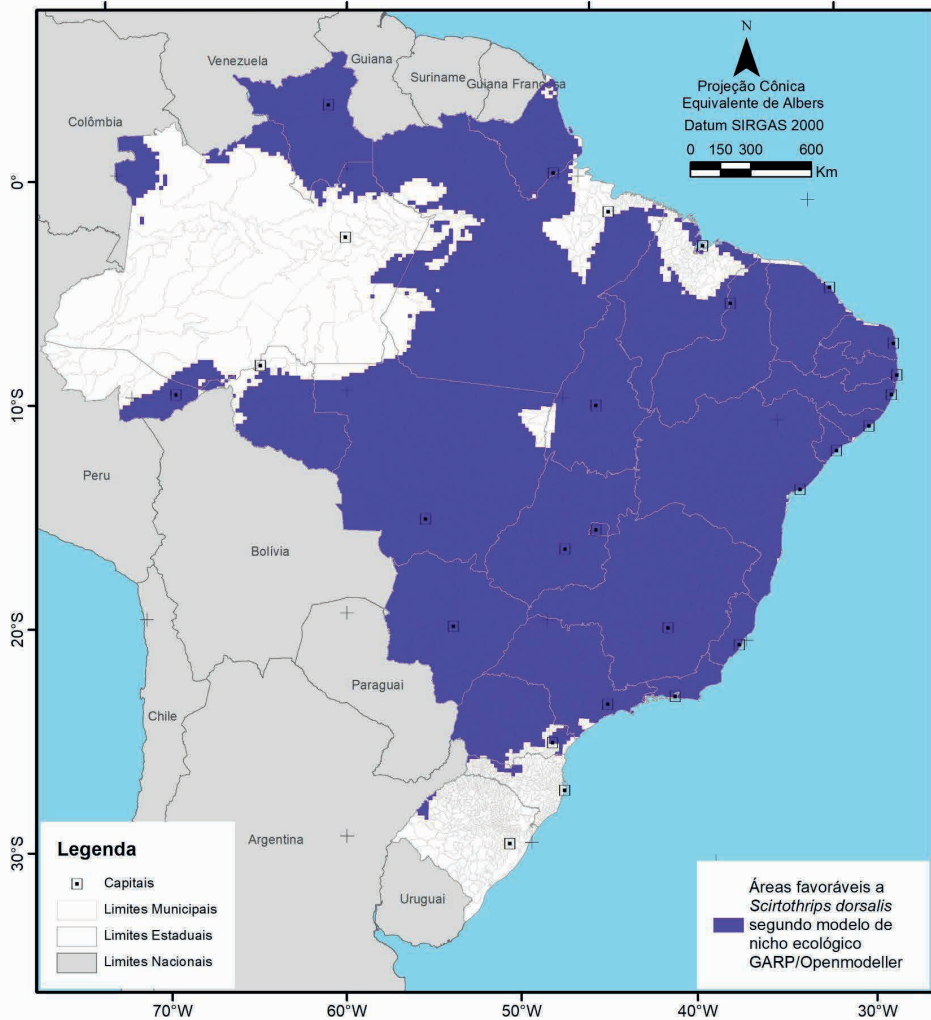 Venezuela
Guiana
Suriname
Guiana Francesa
Colômbia
N
Projeção Cônica
Equivalente de Albers
Datum SIRGAS 2000
0 150 300 600
Km
0°
10°S
Peru
Bolívia
20°S
Paraguai
Chile
Argentina
30°S
Uruguai
Legenda
Capitais
Limites Municipais
Limites Estaduais
Limites Nacionais
Áreas favoráveis a
Scirtothrips dorsalis
segundo modelo de
nicho ecológico
GARP/Openmodeller
70°W 60°W 50°W 40°W 30°W